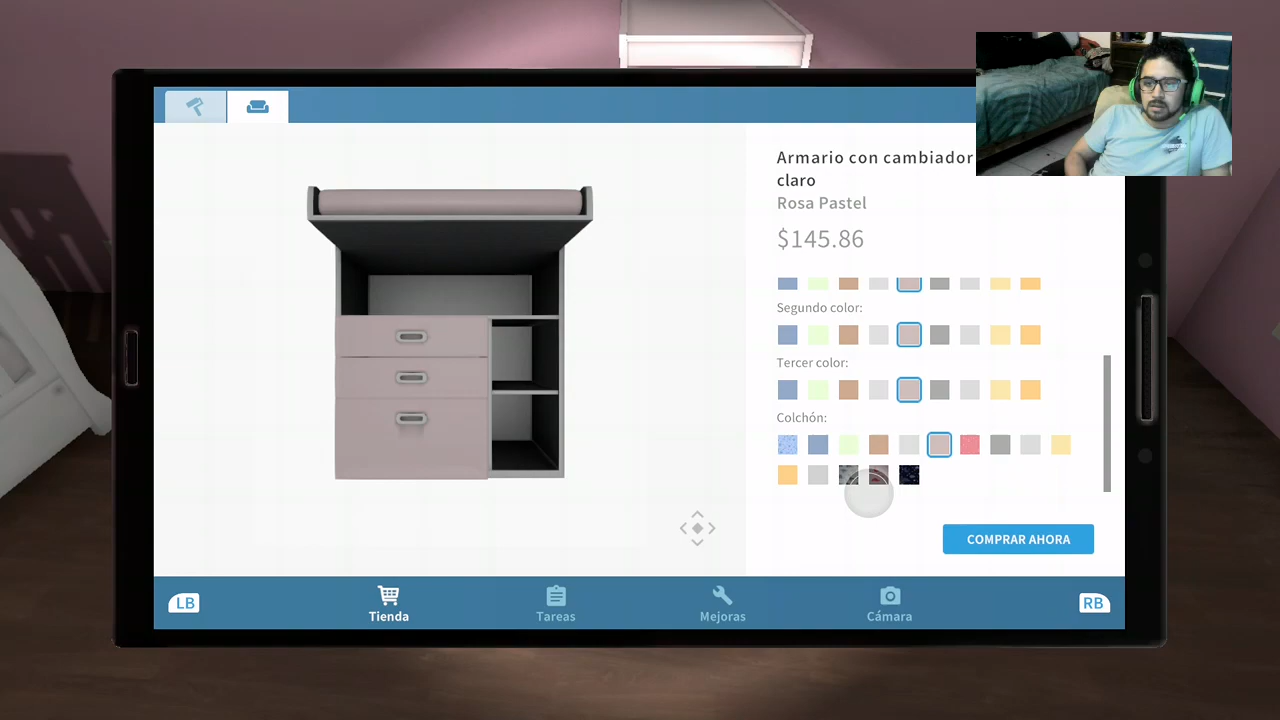 Armario con cambiador
claro
Rosa Pastel
$145.86
Segundo color:
Tercer color:
Colchón:
COMPRAR AHORA
LB
Tienda
Tareas
Mejoras
Cámara
RB